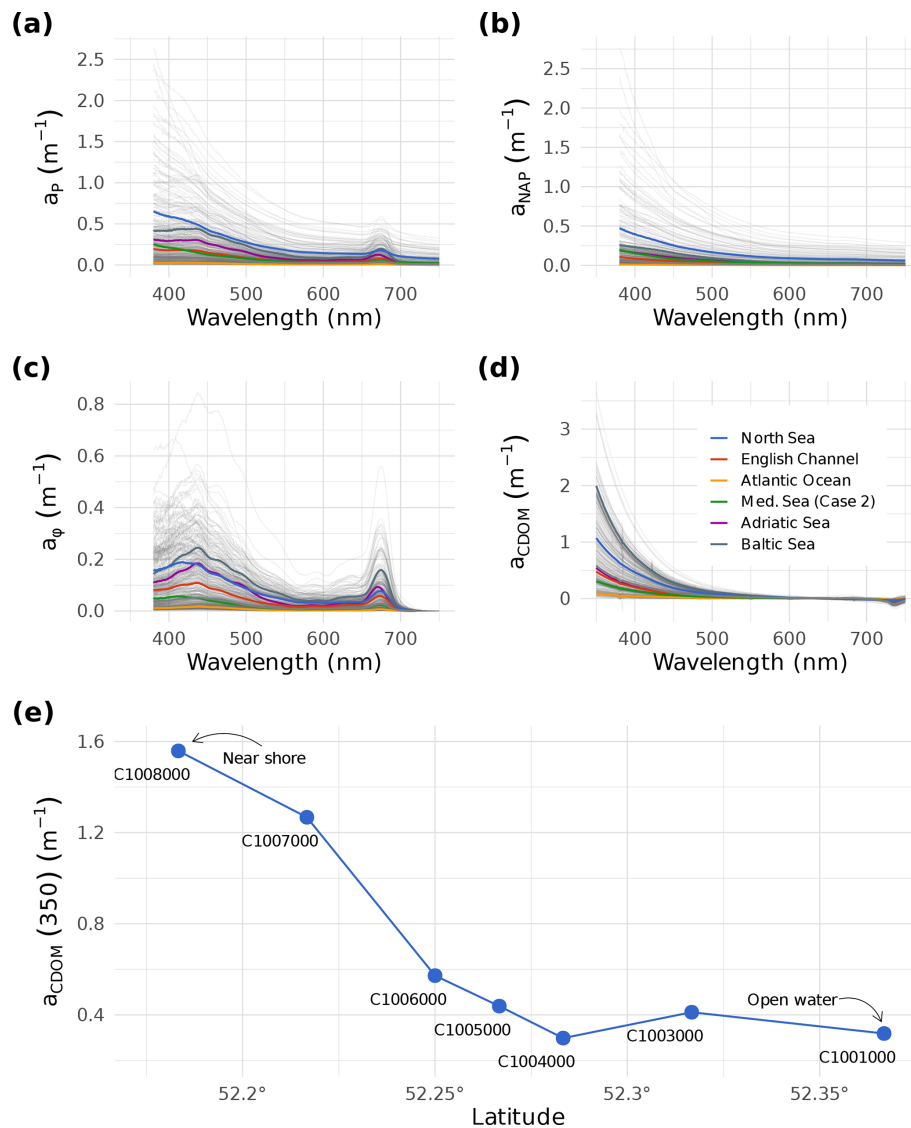 (a)
2.5
2.0
1.5
1.0
0.5
0.0
400
500
600
700
aP (m−1)
Wavelength (nm)
(b)
2.5
2.0
1.5
1.0
0.5
0.0
400
500
600
700
aNAP (m−1)
Wavelength (nm)
(c)
0.8
0.6
0.4
0.2
0.0
400
500
600
700
aφ (m−1)
Wavelength (nm)
(d)
3
2
1
0
400
500
600
700
aCDOM (m−1)
Wavelength (nm)
North Sea
English Channel
Atlantic Ocean
Med. Sea (Case 2)
Adriatic Sea
Baltic Sea
(e)
1.6
1.2
0.8
0.4
aCDOM (350) (m−1)
Near shore
C1008000
C1007000
C1006000
C1005000
C1004000
C1003000
Open water
C1001000
52.2°
52.25°
52.3°
52.35°
Latitude